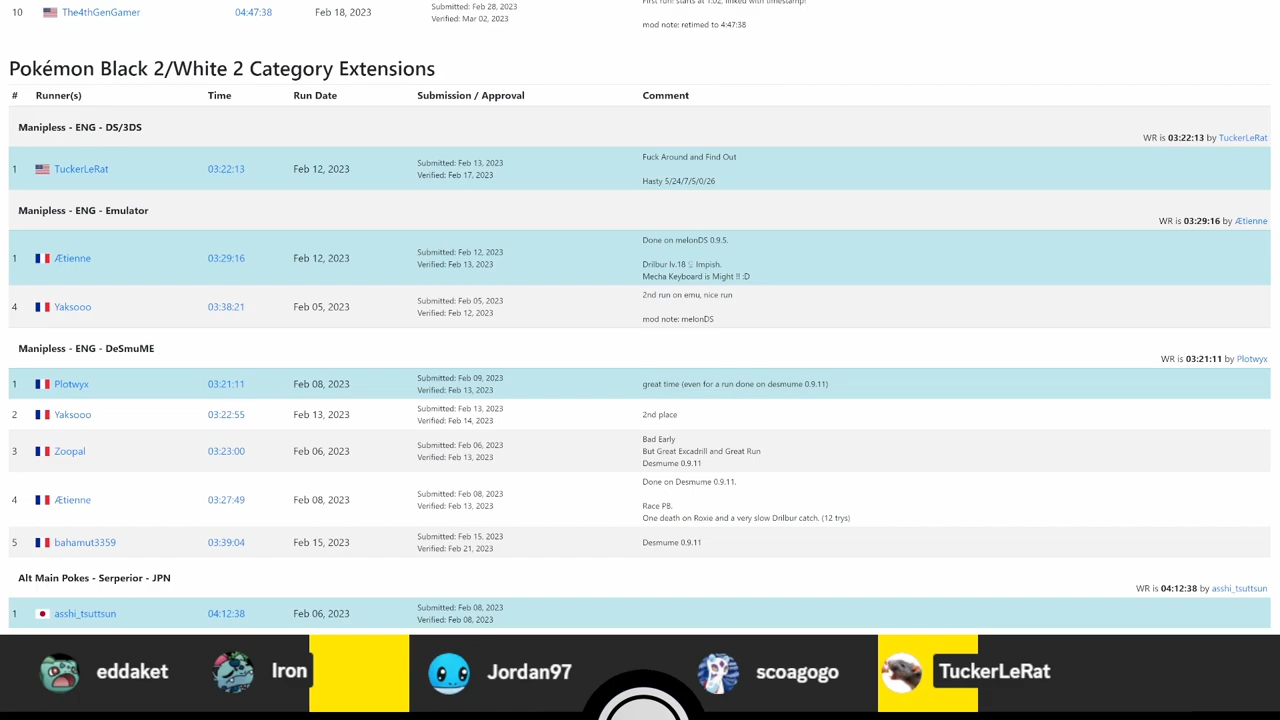 10 The4thGenGamer 04:47:38 Feb 18, 2023 Submitted: Feb 28, 2023
Verified: Mar 02, 2023
First run! starts at 1:02, linked with timestamp!
mod note: retimed to 4:47:38
Pokémon Black 2/White 2 Category Extensions
# Runner(s) Time Run Date Submission / Approval Comment
Manipless - ENG - DS/3DS
WR is 03:22:13 by TuckerLeRat
1 TuckerLeRat 03:22:13 Feb 12, 2023 Submitted: Feb 13, 2023
Verified: Feb 17, 2023
Fuck Around and Find Out
Hasty 5/24/7/5/0/26
Manipless - ENG - Emulator
WR is 03:29:16 by Ætienne
1 Ætienne 03:29:16 Feb 12, 2023 Submitted: Feb 12, 2023
Verified: Feb 13, 2023
Done on melonDS 0.9.5.
Drilbur lv.18 ♀ Impish.
Mecha Keyboard is Might !! :D
4 Yaksooo 03:38:21 Feb 05, 2023 Submitted: Feb 05, 2023
Verified: Feb 12, 2023
2nd run on emu, nice run
mod note: melonDS
Manipless - ENG - DeSmuME
WR is 03:21:11 by Plotwyx
1 Plotwyx 03:21:11 Feb 08, 2023 Submitted: Feb 09, 2023
Verified: Feb 13, 2023
great time (even for a run done on desmume 0.9.11)
2 Yaksooo 03:22:55 Feb 13, 2023 Submitted: Feb 13, 2023
Verified: Feb 14, 2023
2nd place
3 Zoopal 03:23:00 Feb 06, 2023 Submitted: Feb 06, 2023
Verified: Feb 13, 2023
Bad Early
But Great Excadrill and Great Run
Desmume 0.9.11
4 Ætienne 03:27:49 Feb 08, 2023 Submitted: Feb 08, 2023
Verified: Feb 13, 2023
Done on Desmume 0.9.11.
Race PB.
One death on Roxie and a very slow Drilbur catch. (12 trys)
5 bahamut3359 03:39:04 Feb 15, 2023 Submitted: Feb 15, 2023
Verified: Feb 21, 2023
Desmume 0.9.11
Alt Main Pokes - Serperior - JPN
WR is 04:12:38 by asshi_tsuttsun
1 asshi_tsuttsun 04:12:38 Feb 06, 2023 Submitted: Feb 08, 2023
Verified: Feb 08, 2023
eddaket Iron Jordan97 scoagogo TuckerLeRat